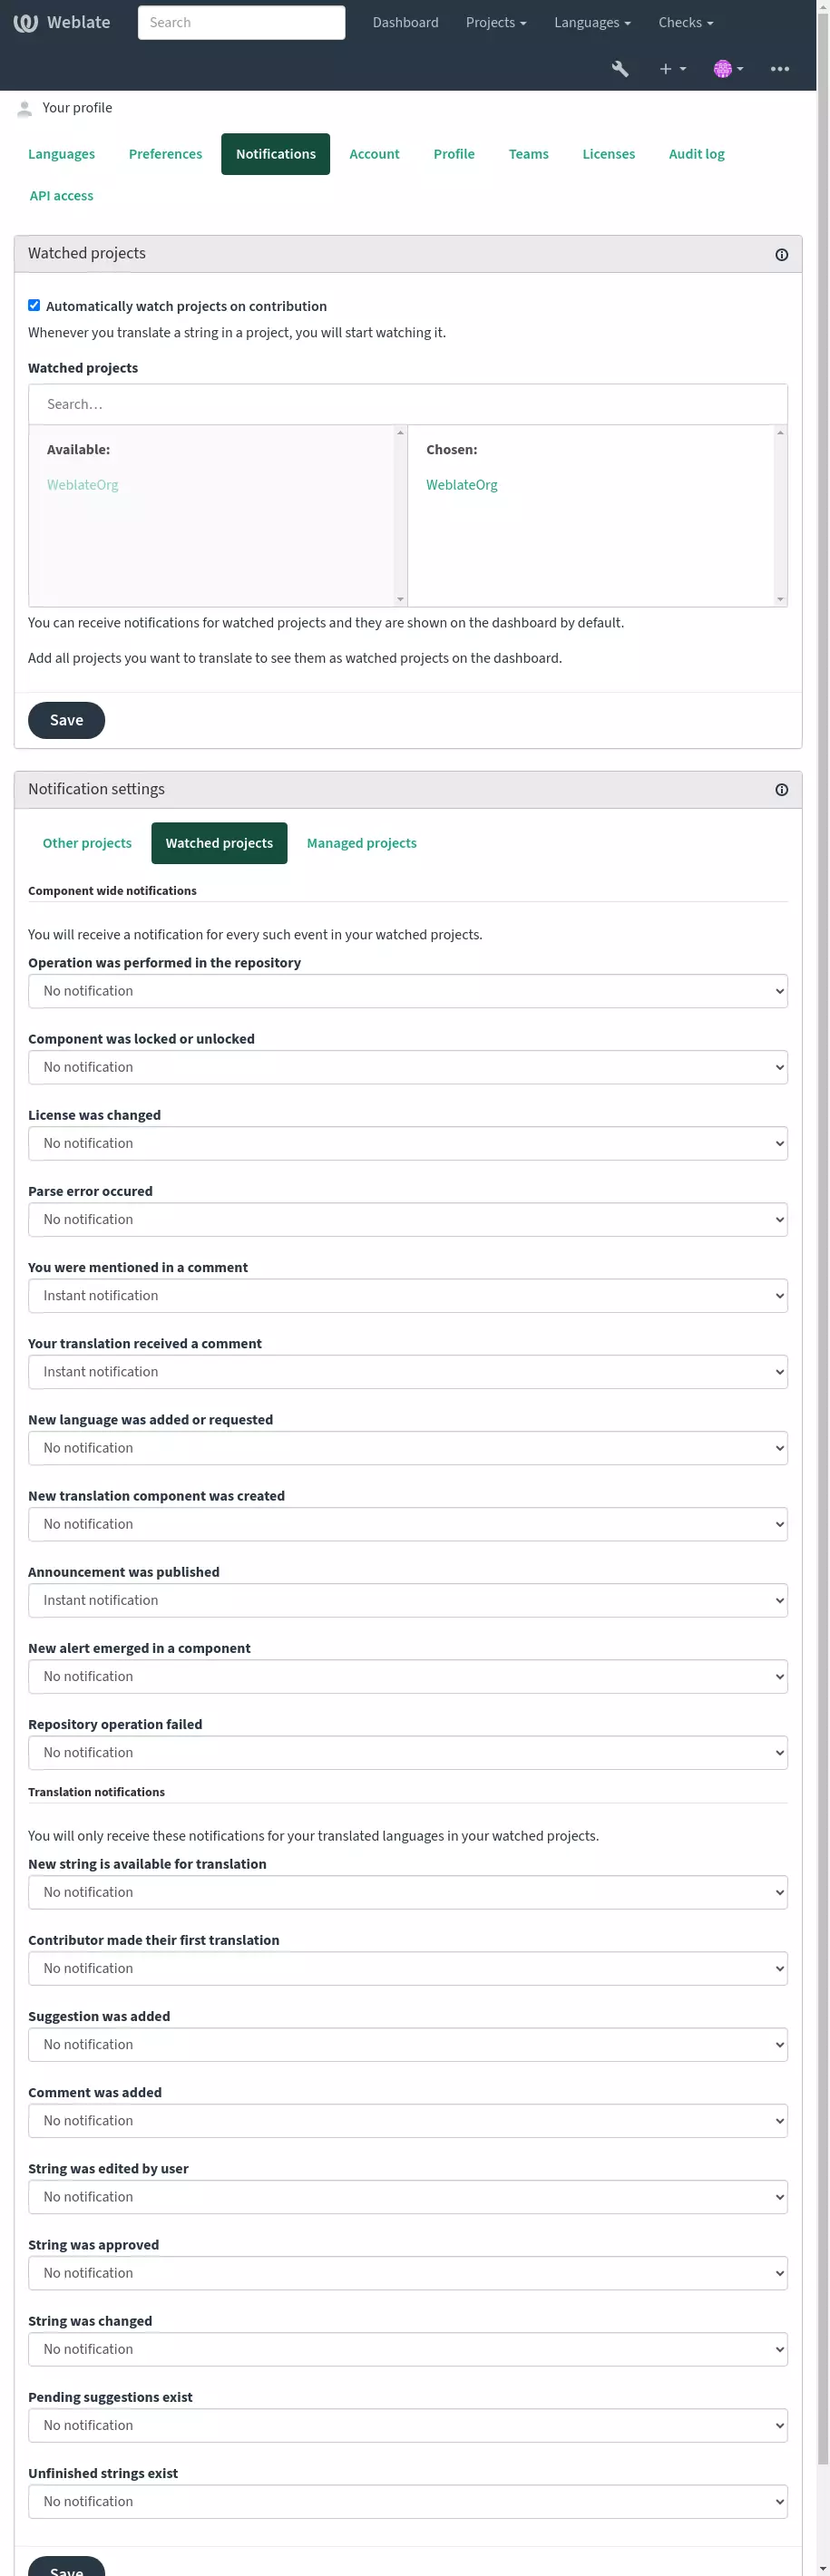 Weblate
Search
Dashboard Projects Languages Checks
Your profile
Languages Preferences Notifications Account Profile Teams Licenses Audit log
API access
Watched projects
Automatically watch projects on contribution
Whenever you translate a string in a project, you will start watching it.
Watched projects
Search…
Available:
WeblateOrg
Chosen:
WeblateOrg
You can receive notifications for watched projects and they are shown on the dashboard by default.
Add all projects you want to translate to see them as watched projects on the dashboard.
Save
Notification settings
Other projects Watched projects Managed projects
Component wide notifications
You will receive a notification for every such event in your watched projects.
Operation was performed in the repository
No notification
Component was locked or unlocked
No notification
License was changed
No notification
Parse error occured
No notification
You were mentioned in a comment
Instant notification
Your translation received a comment
Instant notification
New language was added or requested
No notification
New translation component was created
No notification
Announcement was published
Instant notification
New alert emerged in a component
No notification
Repository operation failed
No notification
Translation notifications
You will only receive these notifications for your translated languages in your watched projects.
New string is available for translation
No notification
Contributor made their first translation
No notification
Suggestion was added
No notification
Comment was added
No notification
String was edited by user
No notification
String was approved
No notification
String was changed
No notification
Pending suggestions exist
No notification
Unfinished strings exist
No notification
Save